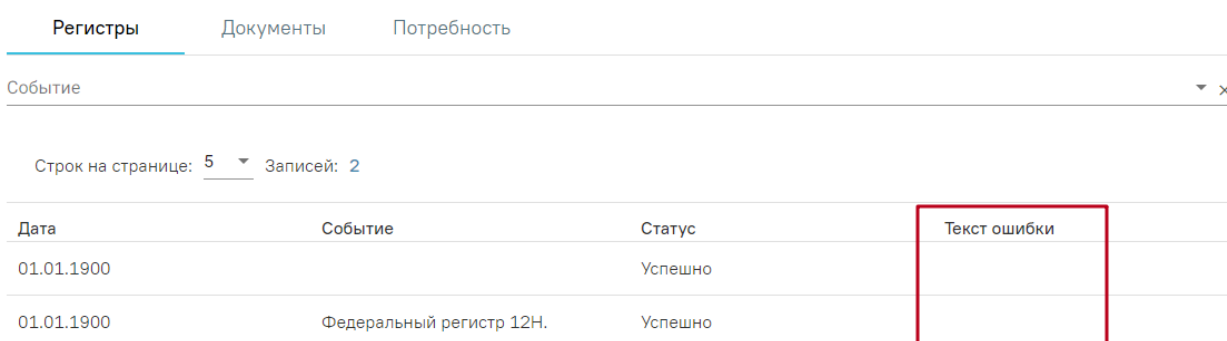 Регистры Документы Потребность
Событие
Строк на странице: 5 Записей: 2
Дата Событие Статус Текст ошибки
01.01.1900 Успешно
01.01.1900 Федеральный регистр 12Н. Успешно